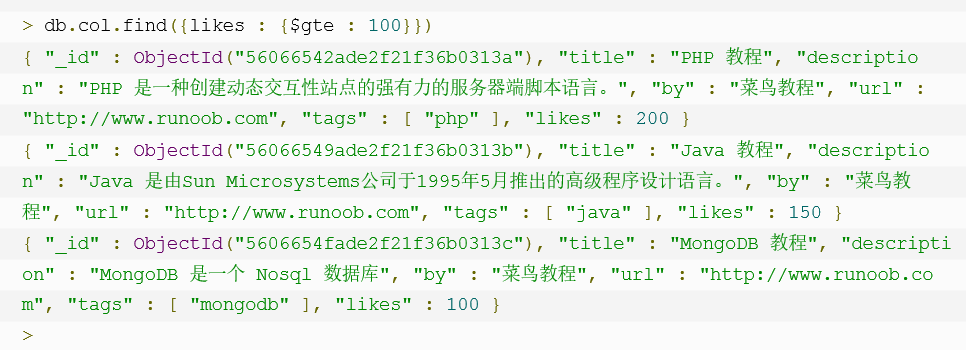 > db.col.find({likes : {$gte : 100}})
{ "_id" : ObjectId("56066542ade2f21f36b0313a"), "title" : "PHP 教程", "descriptio
n" : "PHP 是一种创建动态交互性站点的强有力的服务器端脚本语言。", "by" : "菜鸟教程", "url" :
"http://www.runoob.com", "tags" : [ "php" ], "likes" : 200 }
{ "_id" : ObjectId("56066549ade2f21f36b0313b"), "title" : "Java 教程", "descriptio
n" : "Java 是由Sun Microsystems公司于1995年5月推出的高级程序设计语言。", "by" : "菜鸟教
程", "url" : "http://www.runoob.com", "tags" : [ "java" ], "likes" : 150 }
{ "_id" : ObjectId("5606654fade2f21f36b0313c"), "title" : "MongoDB 教程", "descripti
on" : "MongoDB 是一个 Nosql 数据库", "by" : "菜鸟教程", "url" : "http://www.runoob.co
m", "tags" : [ "mongodb" ], "likes" : 100 }
>